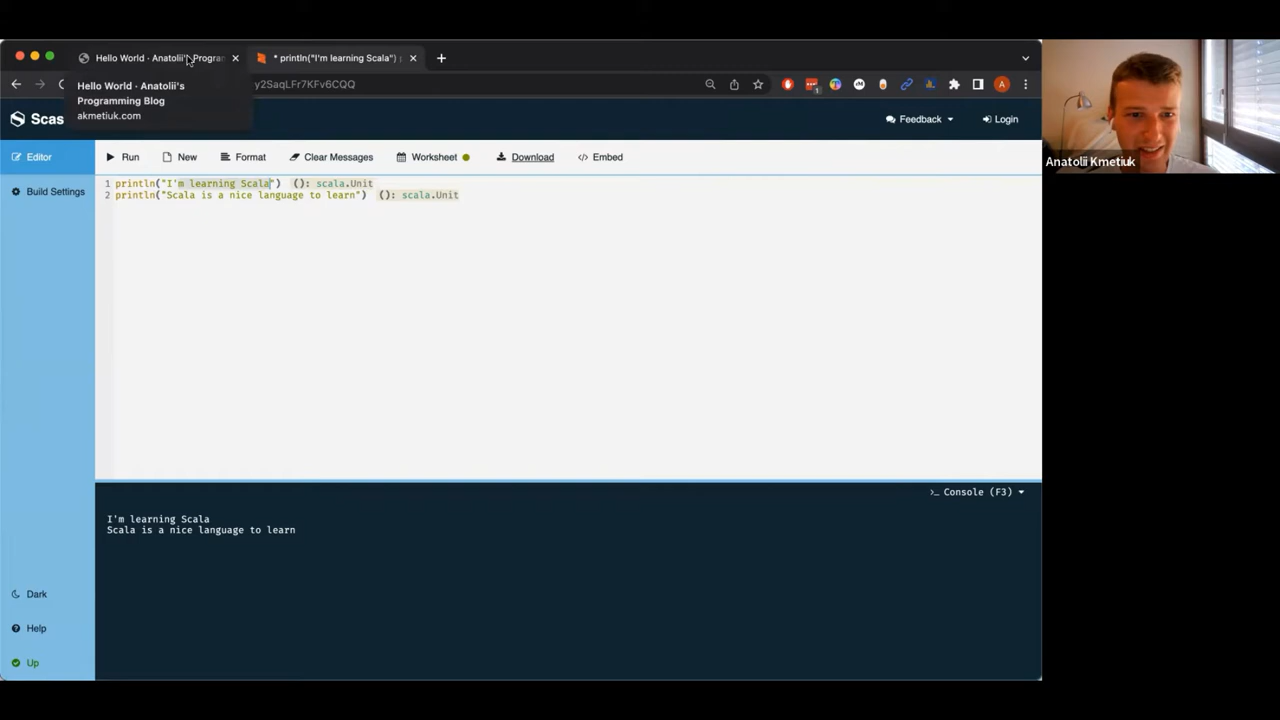 Hello World · Anatolii's Progra
* println("I'm learning Scala")
Hello World · Anatolii's
Programming Blog
akmetiuk.com
y2SaqLFr7KFv6CQQ
1
A
Scas
Feedback
Login
Editor
Run
New
Format
Clear Messages
Worksheet
Download
Embed
Build Settings
1 println("I'm learning Scala") (): scala.Unit
2 println("Scala is a nice language to learn") (): scala.Unit
>_ Console (F3)
I'm learning Scala
Scala is a nice language to learn
Dark
Help
Up
Anatolii Kmetiuk